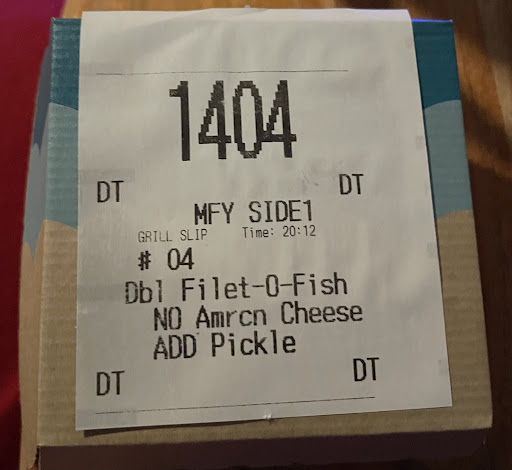 1404
DT DT
MFY SIDE1
GRILL SLIP Time: 20:12
# 04
Dbl Filet-O-Fish
NO Amrcn Cheese
ADD Pickle
DT DT